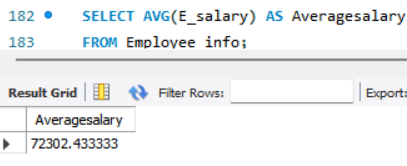 182 SELECT AVG(E_salary) AS Averagesalary
183 FROM Employee info;
Result Grid Filter Rows: Export:
Averagesalary
72302.433333